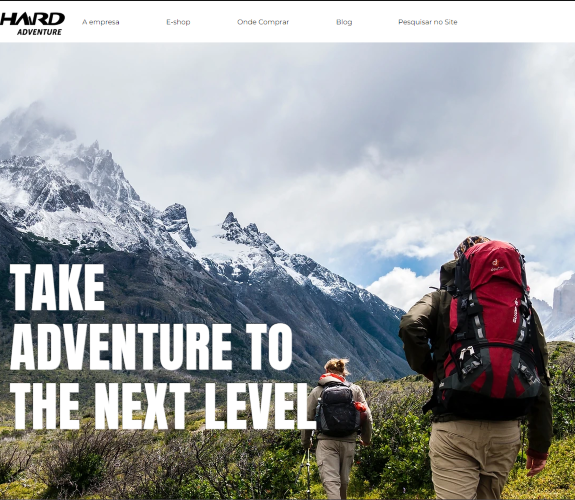 HARD
ADVENTURE
A empresa
E-shop
Onde Comprar
Blog
Pesquisar no Site
TAKE
ADVENTURE TO
THE NEXT LEVEL